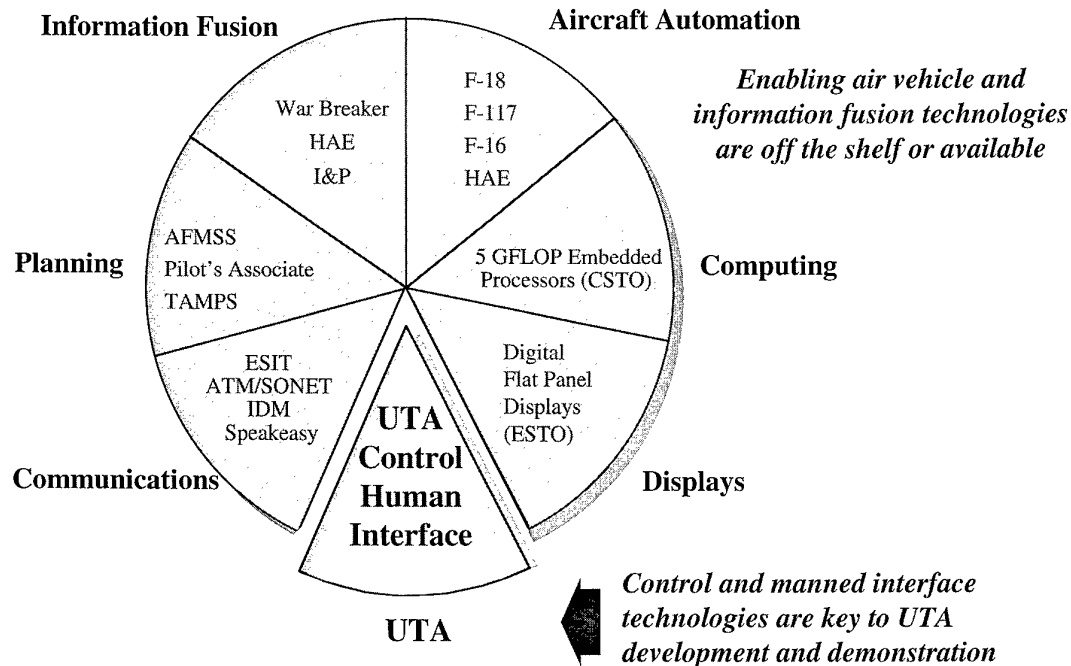 Information Fusion
Aircraft Automation
Enabling air vehicle and
information fusion technologies
are off the shelf or available
War Breaker
HAE
I&P
F-18
F-117
F-16
HAE
Planning
AFMSS
Pilot's Associate
TAMPS
5 GFLOP Embedded
Processors (CSTO)
Computing
ESIT
ATM/SONET
IDM
Speakeasy
Digital
Flat Panel
Displays
(ESTO)
UTA
Control
Human
Interface
Communications
Displays
UTA
Control and manned interface
technologies are key to UTA
development and demonstration